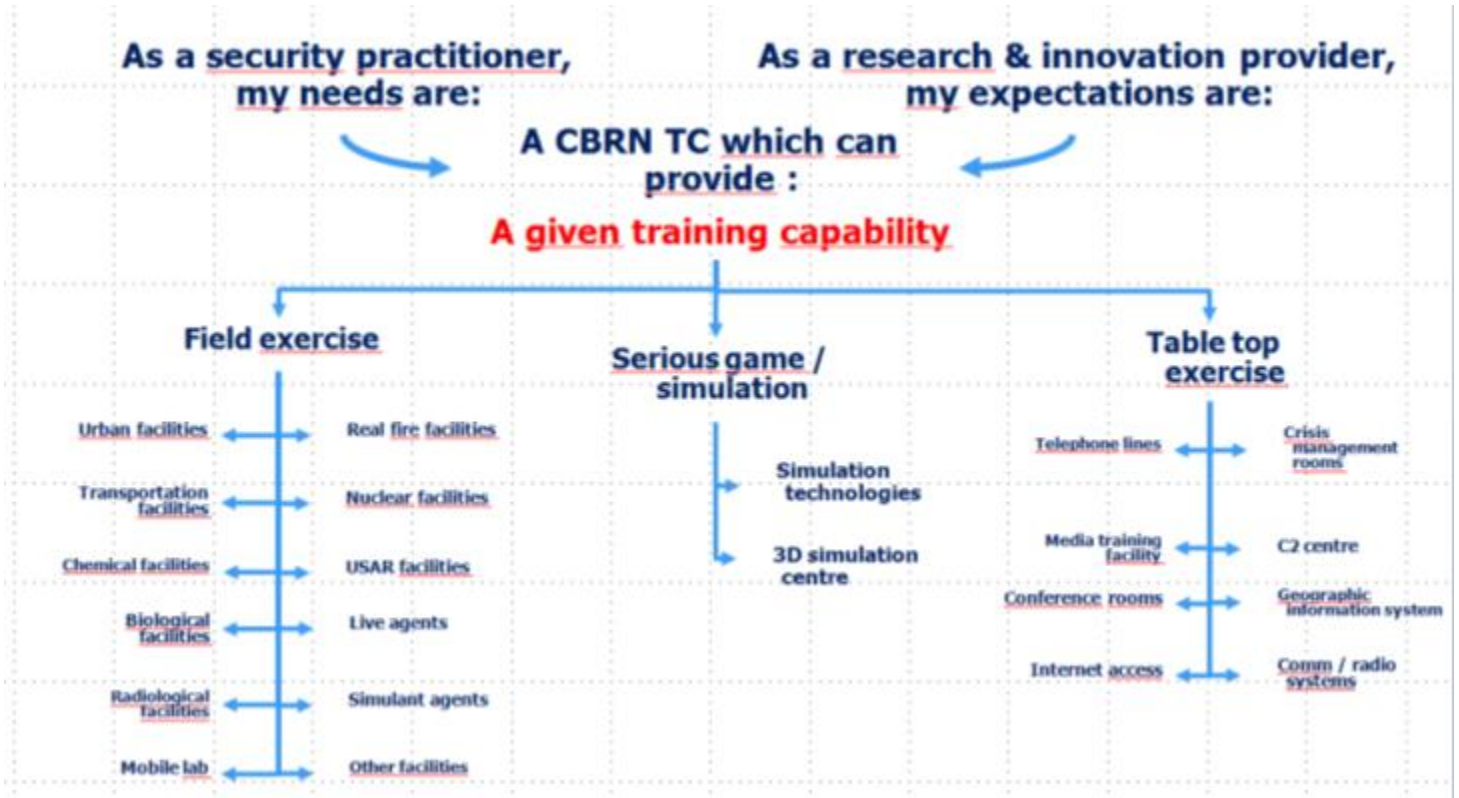 As a security practitioner,
my needs are:
As a research & innovation provider,
my expectations are:
A CBRN TC which can
provide :
A given training capability
Field exercise
Urban facilities
Real fire facilities
Transportation
facilities
Nuclear facilities
Chemical facilities
USAR facilities
Biological
facilities
Live agents
Radiological
facilities
Simulant agents
Mobile lab
Other facilities
Serious game /
simulation
Simulation
technologies
3D simulation
centre
Table top
exercise
Telephone lines
Crisis
management
rooms
Media training
facility
C2 centre
Conference rooms
Geographic
information system
Internet access
Comm / radio
systems